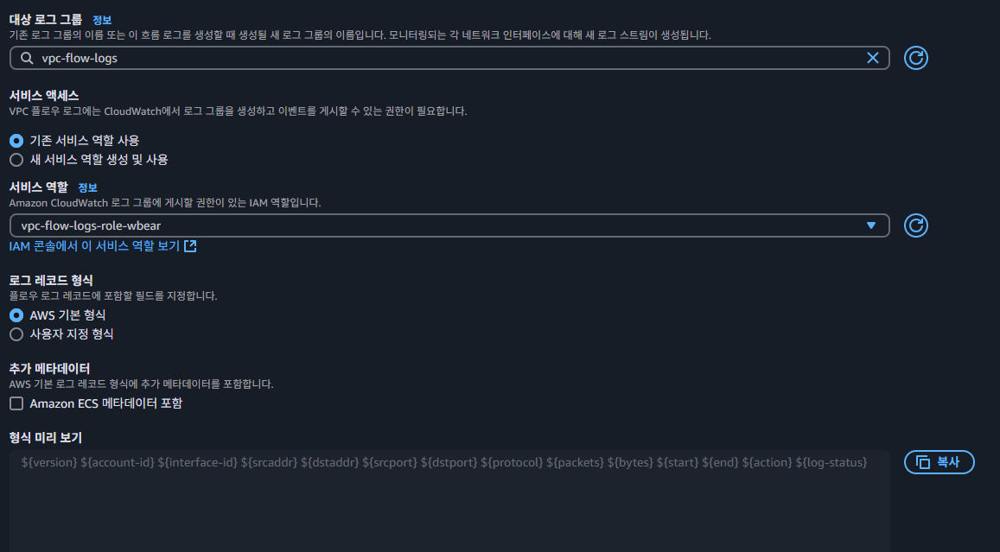 대상 로그 그룹 정보
기존 로그 그룹의 이름 또는 이 흐름 로그를 생성할 때 생성될 새 로그 그룹의 이름입니다. 모니터링되는 각 네트워크 인터페이스에 대해 새 로그 스트림이 생성됩니다.
vpc-flow-logs
서비스 액세스
VPC 플로우 로그에는 CloudWatch에서 로그 그룹을 생성하고 이벤트를 게시할 수 있는 권한이 필요합니다.
기존 서비스 역할 사용
새 서비스 역할 생성 및 사용
서비스 역할 정보
Amazon CloudWatch 로그 그룹에 게시할 권한이 있는 IAM 역할입니다.
vpc-flow-logs-role-wbear
IAM 콘솔에서 이 서비스 역할 보기
로그 레코드 형식
플로우 로그 레코드에 포함할 필드를 지정합니다.
AWS 기본 형식
사용자 지정 형식
추가 메타데이터
AWS 기본 로그 레코드 형식에 추가 메타데이터를 포함합니다.
Amazon ECS 메타데이터 포함
형식 미리 보기
${version} ${account-id} ${interface-id} ${srcaddr} ${dstaddr} ${srcport} ${dstport} ${protocol} ${packets} ${bytes} ${start} ${end} ${action} ${log-status}
복사